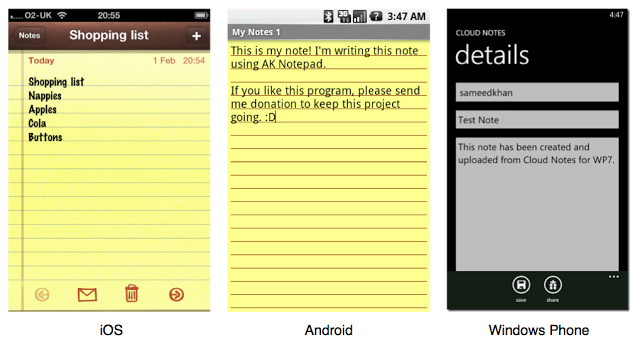 O2-UK 20:55
Notes Shopping list +
Today 1 Feb 20:54
Shopping list
Nappies
Apples
Cola
Buttons
iOS
3G 3:47 AM
My Notes 1
This is my note! I'm writing this note
using AK Notepad.
If you like this program, please send
me donation to keep this project
going. :D
Android
4:47
CLOUD NOTES
details
sameedkhan
Test Note
This note has been created and
uploaded from Cloud Notes for WP7.
save share
Windows Phone